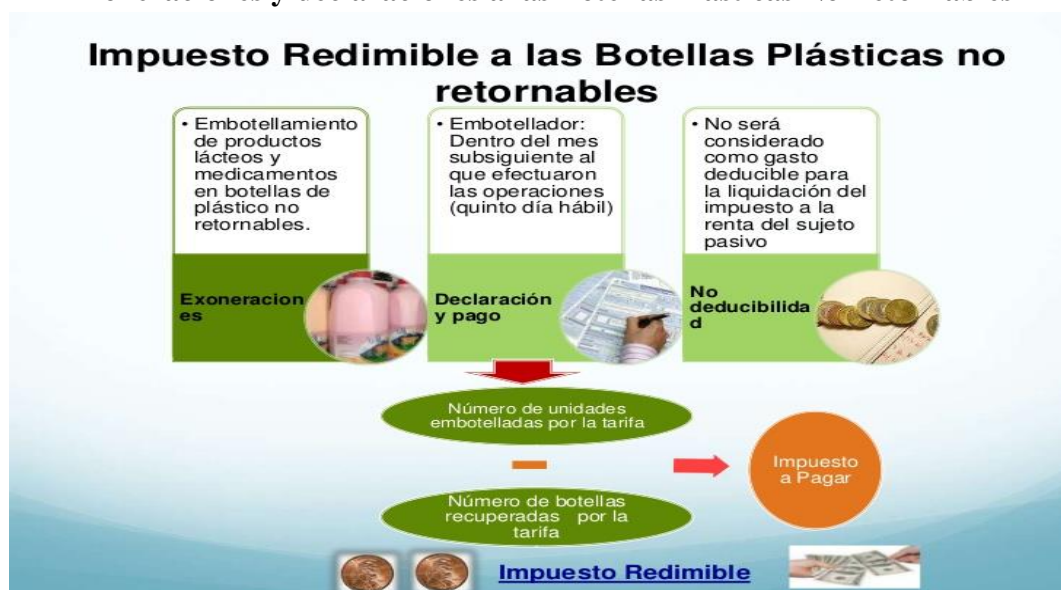 Impuesto Redimible a las Botellas Plásticas no
retornables
• Embotellamiento
de productos
lácteos y
medicamentos
en botellas de
plástico no
retornables.
Exoneracion
es
• Embotellador:
Dentro del mes
subsiguiente al
que efectuaron
las operaciones
(quinto día hábil)
Declaración
y pago
• No será
considerado
como gasto
deducible para
la liquidación del
impuesto a la
renta del sujeto
pasivo
No
deducibilida
d
Número de unidades
embotelladas por la tarifa
Número de botellas
recuperadas por la
tarifa
Impuesto
a Pagar
Impuesto Redimible